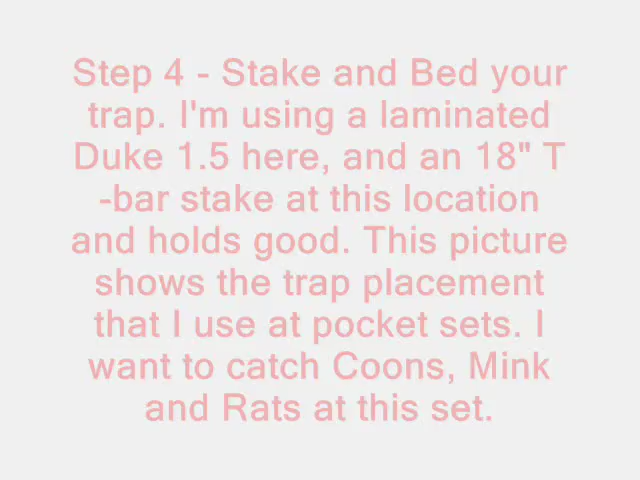 Step 4 - Stake and Bed your
trap. I'm using a laminated
Duke 1.5 here, and an 18" T
-bar stake at this location
and holds good. This picture
shows the trap placement
that I use at pocket sets. I
want to catch Coons, Mink
and Rats at this set.